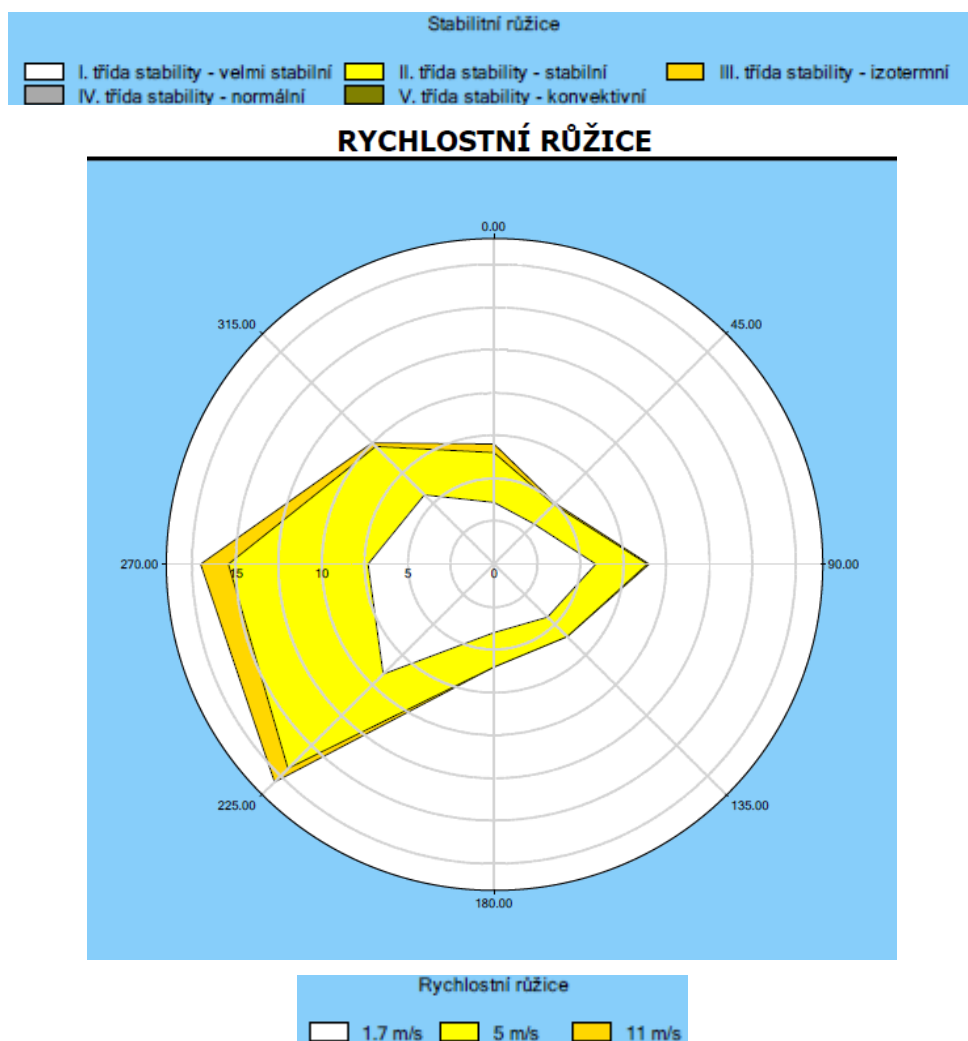 Stabilitní růžice
I. třída stability - velmi stabilní II. třída stability - stabilní III. třída stability - izotermní
IV. třída stability - normální V. třída stability - konvektivní
RYCHLOSTNÍ RŮŽICE
0.00
315.00 45.00
270.00 15 10 5 0 90.00
225.00 135.00
180.00
Rychlostní růžice
1.7 m/s 5 m/s 11 m/s